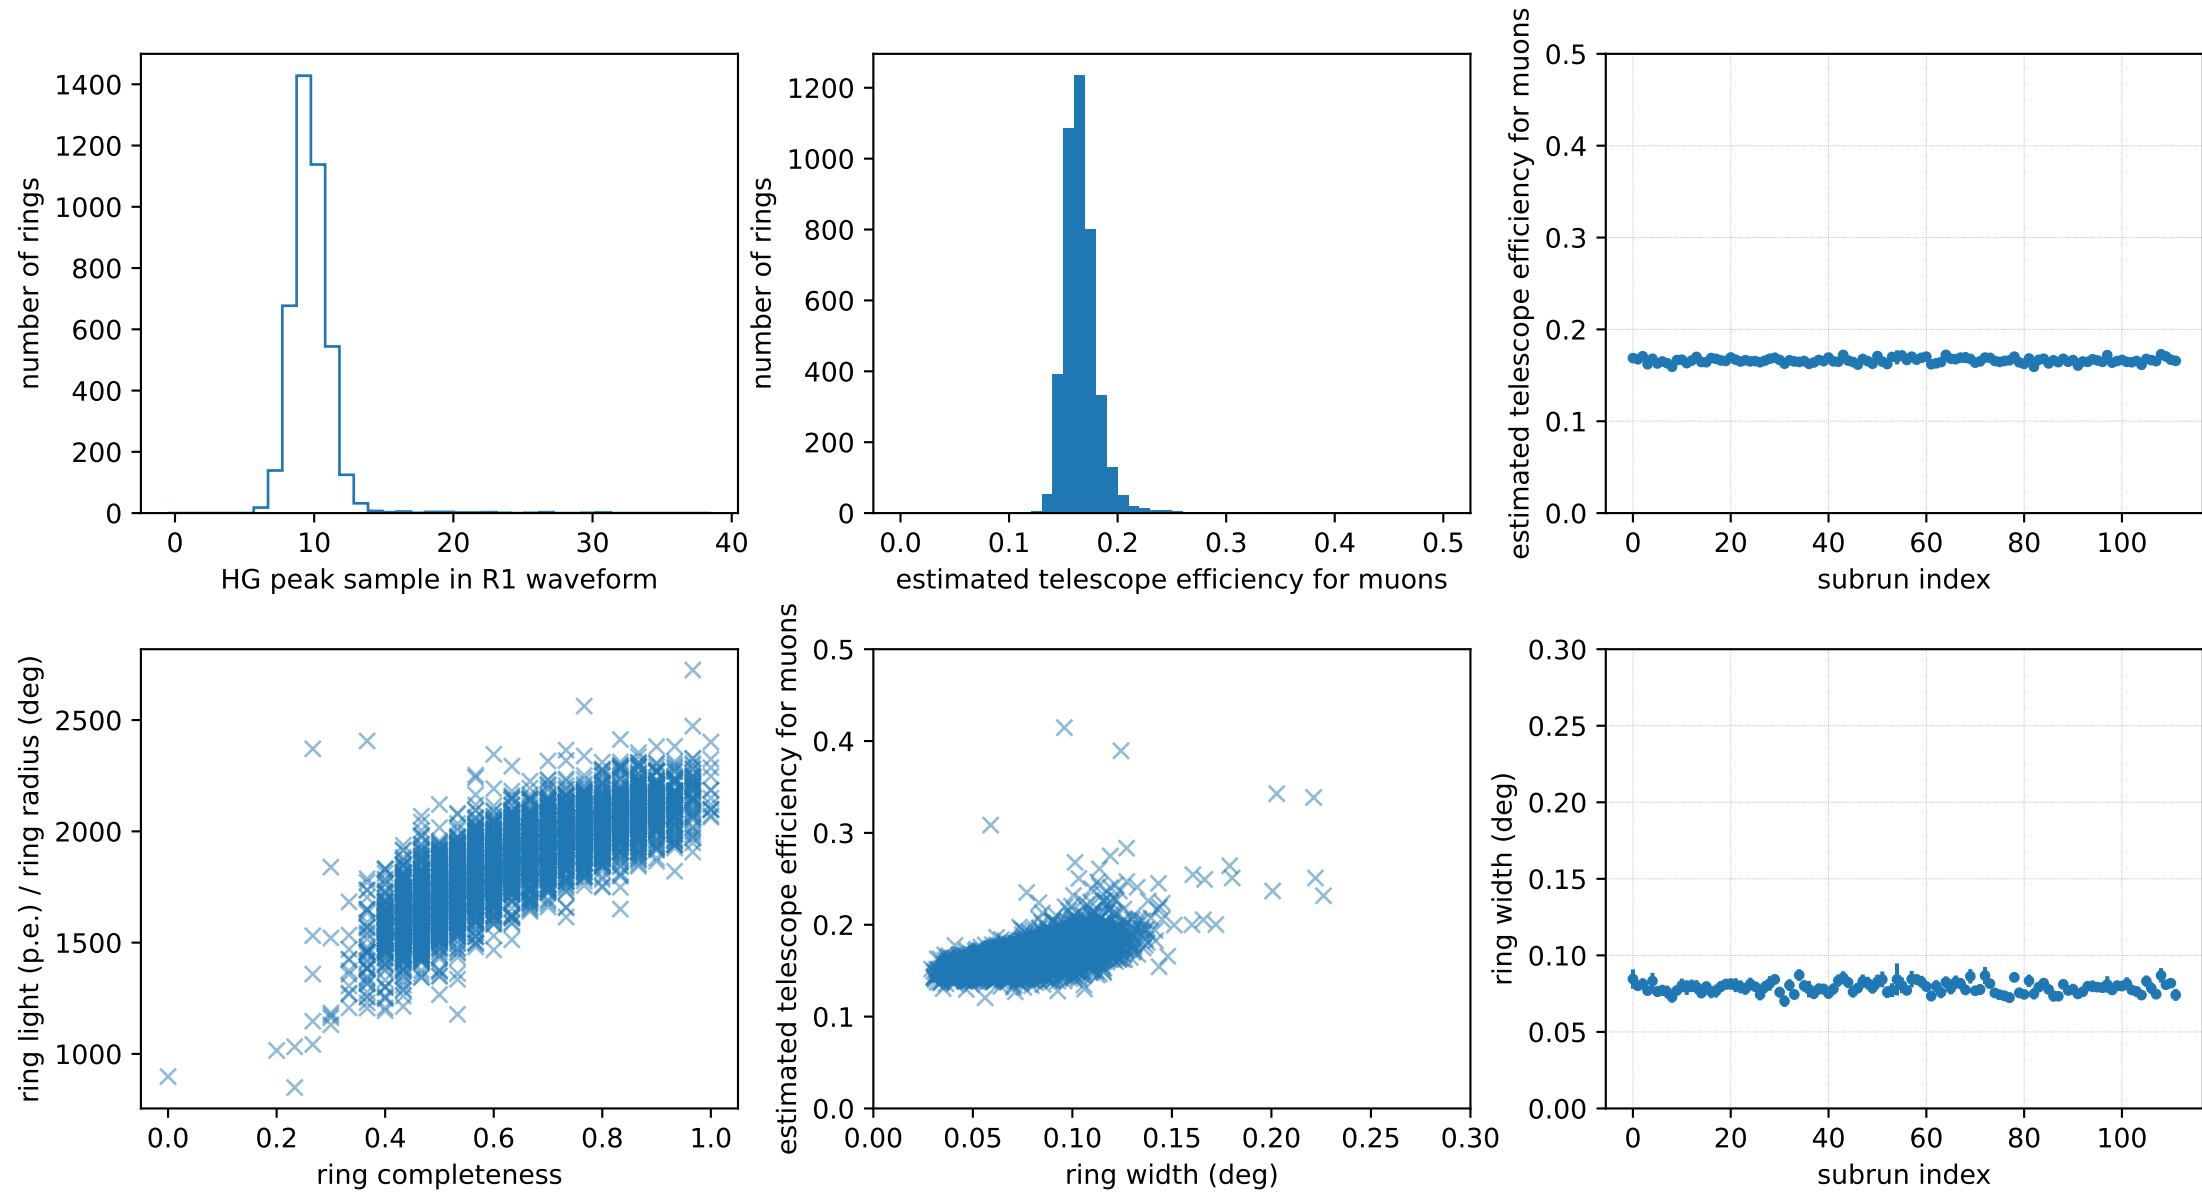 number of rings
1400
1200
1000
800
600
400
200
0
0 10 20 30 40
HG peak sample in R1 waveform
number of rings
1200
1000
800
600
400
200
0
0.0 0.1 0.2 0.3 0.4 0.5
estimated telescope efficiency for muons
estimated telescope efficiency for muons
0.5
0.4
0.3
0.2
0.1
0.0
0 20 40 60 80 100
subrun index
ring light (p.e.) / ring radius (deg)
2500
2000
1500
1000
0.0 0.2 0.4 0.6 0.8 1.0
ring completeness
estimated telescope efficiency for muons
0.5
0.4
0.3
0.2
0.1
0.0
0.00 0.05 0.10 0.15 0.20 0.25 0.30
ring width (deg)
ring width (deg)
0.30
0.25
0.20
0.15
0.10
0.05
0.00
0 20 40 60 80 100
subrun index